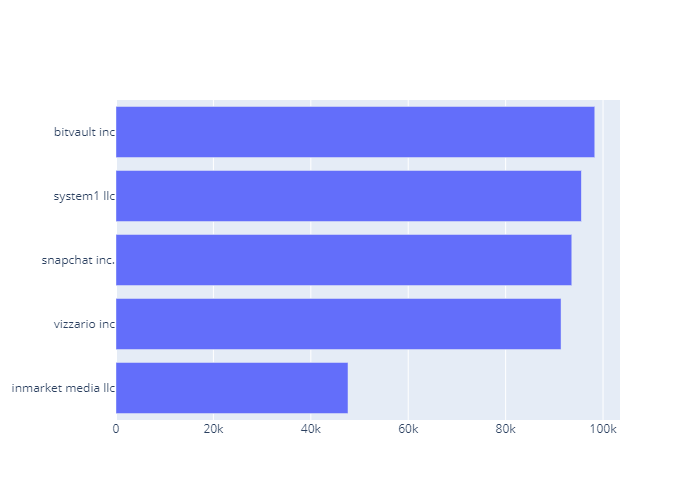 bitvault inc
system1 llc
snapchat inc.
vizzario inc
inmarket media llc
0 20k 40k 60k 80k 100k